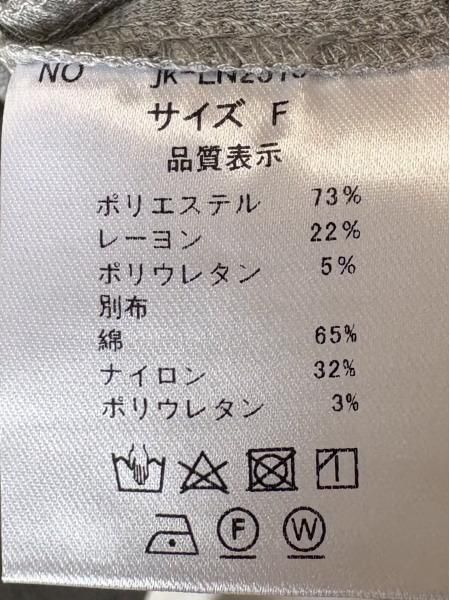 NO
サイズ F
品質表示
ポリエステル 73%
レーヨン 22%
ポリウレタン 5%
別布
綿 65%
ナイロン 32%
ポリウレタン 3%
F W